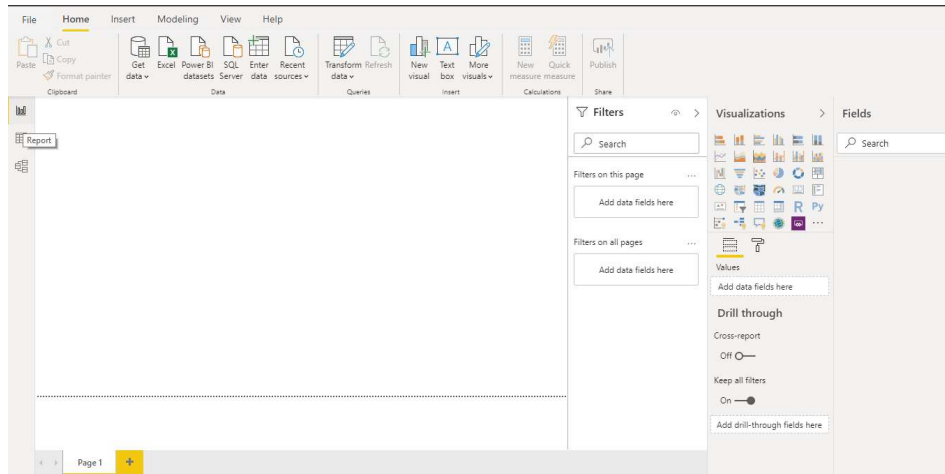 File Home Insert Modeling View Help
Paste
Cut
Copy
Format painter
Clipboard
Get data
Excel
Power BI datasets
SQL Server
Enter data
Recent sources
Data
Transform data
Refresh
Queries
New visual
Text box
More visuals
Insert
New measure
Quick measure
Calculations
Publish
Share
Report
Filters
Search
Filters on this page ...
Add data fields here
Filters on all pages ...
Add data fields here
Visualizations
R Py
...
Values
Add data fields here
Drill through
Cross-report
Off
Keep all filters
On
Add drill-through fields here
Fields
Search
Page 1 +